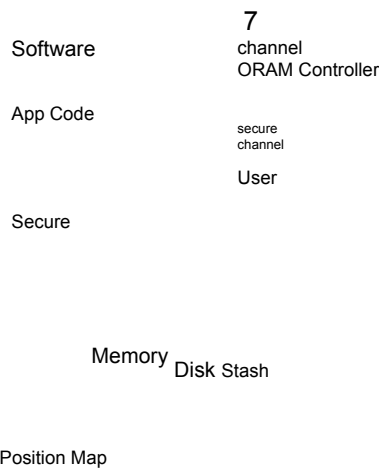 7
Software
channel
ORAM Controller
App Code
secure
channel
User
Secure
Memory
Disk Stash
Position Map